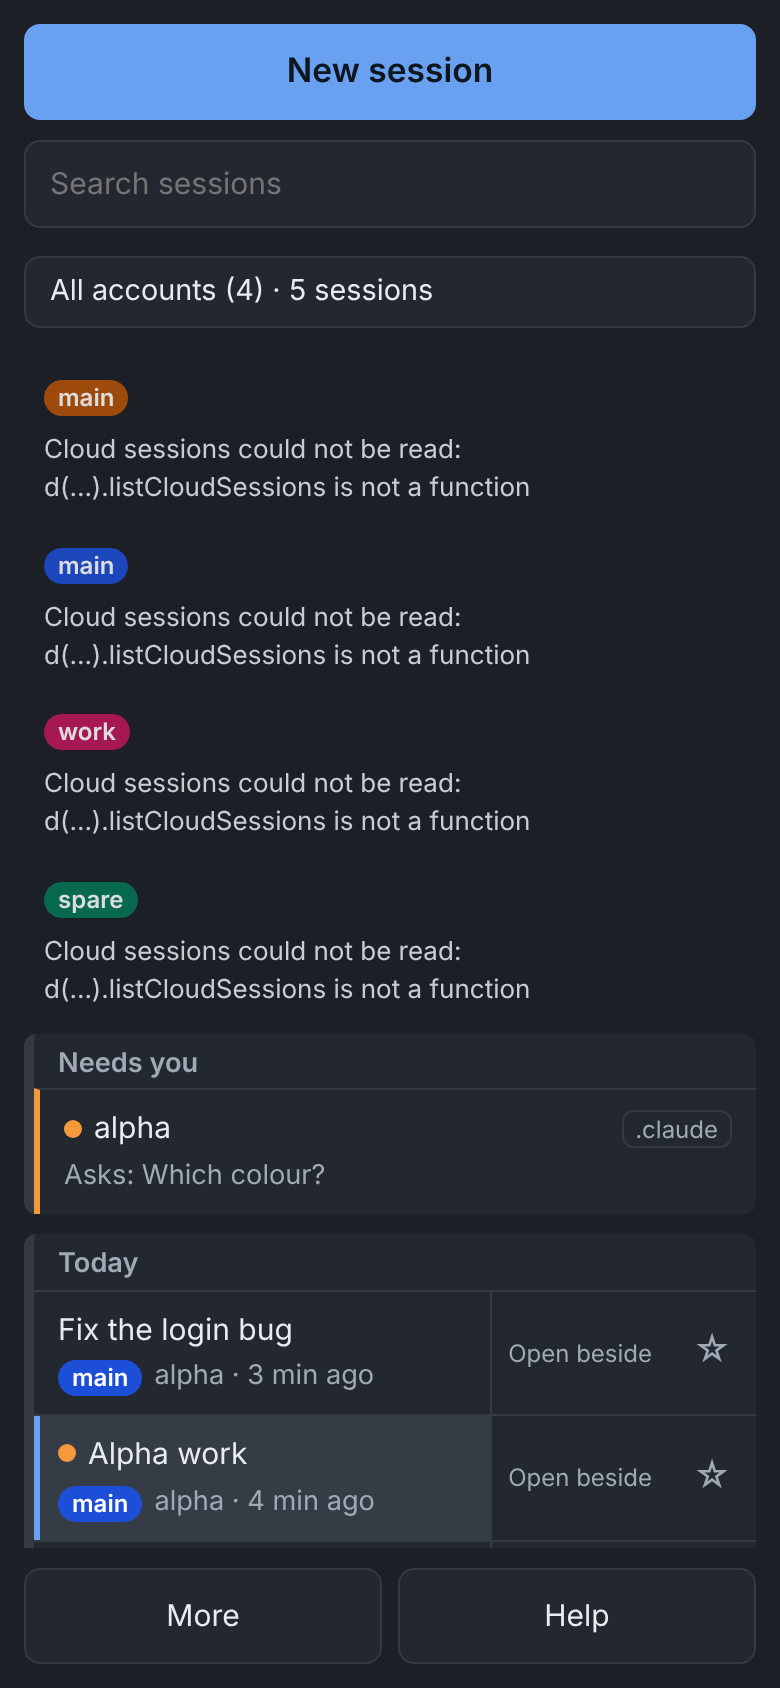 New session
Search sessions
All accounts (4) · 5 sessions
main
Cloud sessions could not be read:
d(...).listCloudSessions is not a function
main
Cloud sessions could not be read:
d(...).listCloudSessions is not a function
work
Cloud sessions could not be read:
d(...).listCloudSessions is not a function
spare
Cloud sessions could not be read:
d(...).listCloudSessions is not a function
Needs you
alpha .claude
Asks: Which colour?
Today
Fix the login bug
main alpha · 3 min ago
Open beside
Alpha work
main alpha · 4 min ago
Open beside
More
Help